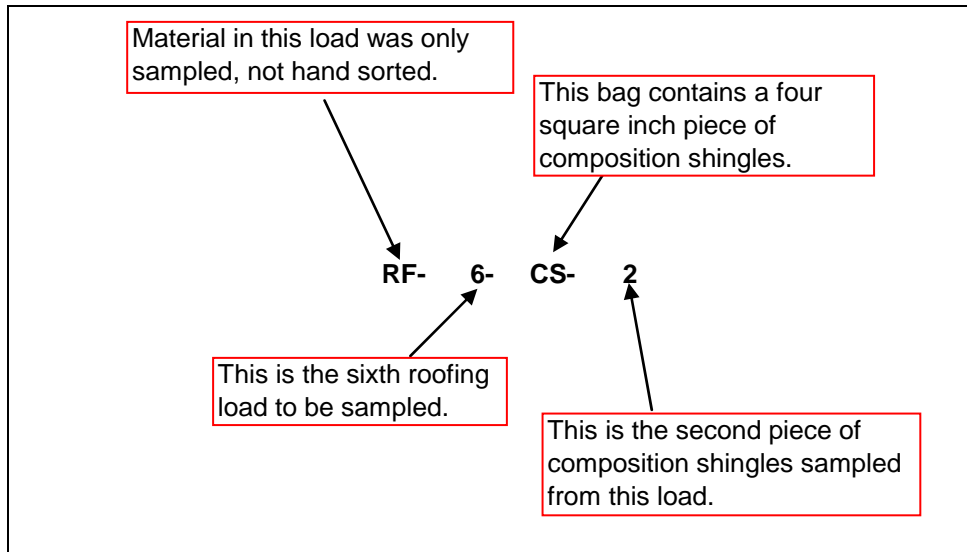 Material in this load was only
sampled, not hand sorted.
This bag contains a four
square inch piece of
composition shingles.
RF- 6- CS- 2
This is the sixth roofing
load to be sampled.
This is the second piece of
composition shingles sampled
from this load.